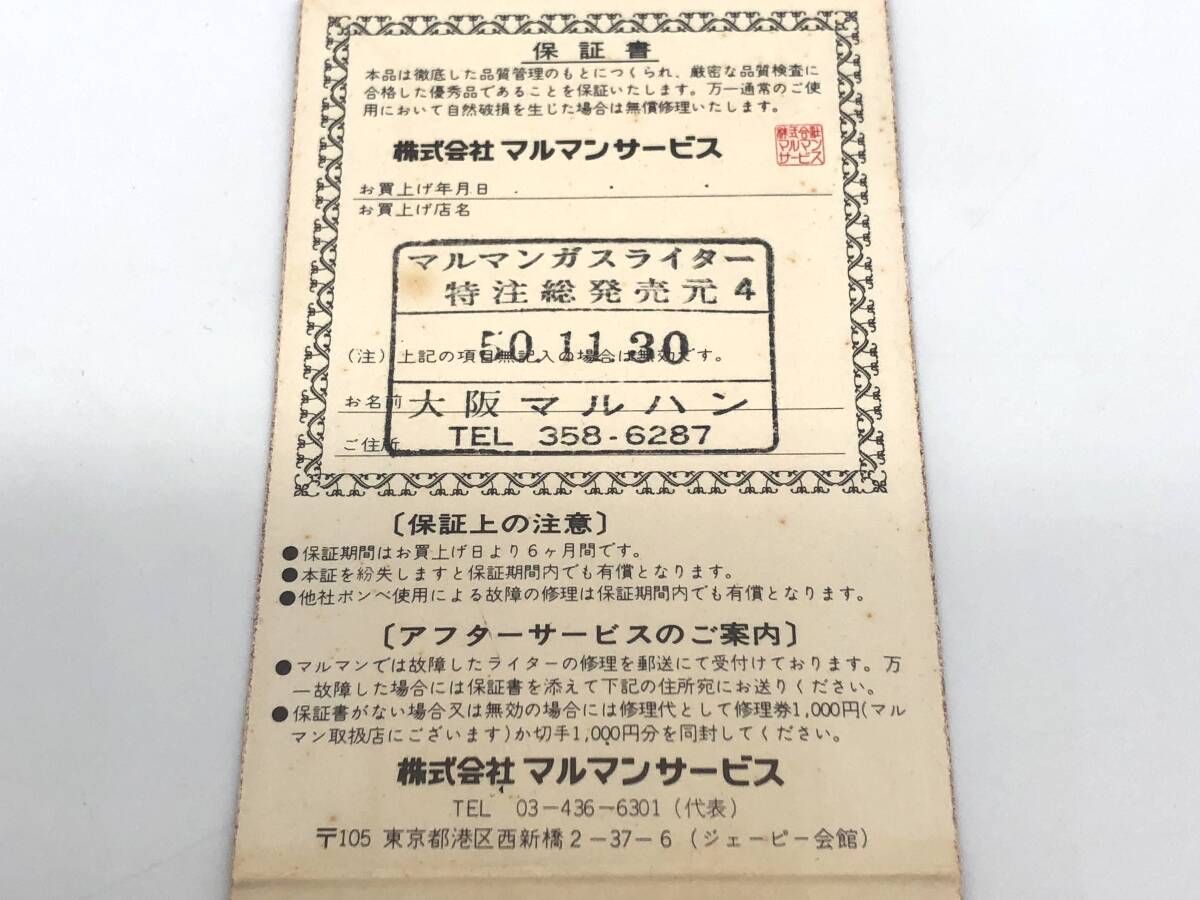 保証書
本品は徹底した品質管理のもとにつくられ、厳密な品質検査に
合格した優秀品であることを保証いたします。万一通常のご使
用において自然破損を生じた場合は無償修理いたします。
株式会社 マルマンサービス
株式会社
マルマン
サービス
お買上げ年月日 . . .
お買上げ店名
マルマンガスライター
特注総発売元 4
50.11.30
(注)上記の項目無記入の場合は無効です。
お名前
大阪マルハン
TEL 358-6287
ご住所
〔保証上の注意〕
●保証期間はお買上げ日より6ヶ月間です。
●本証を紛失しますと保証期間内でも有償となります。
●他社ボンベ使用による故障の修理は保証期間内でも有償となります。
〔アフターサービスのご案内〕
●マルマンでは故障したライターの修理を郵送にて受付けております。万
一故障した場合には保証書を添えて下記の住所宛にお送りください。
●保証書がない場合又は無効の場合には修理代として修理券1,000円(マル
マン取扱店にございます)か切手1,000円分を同封してください。
株式会社 マルマンサービス
TEL 03-436-6301(代表)
〒105 東京都港区西新橋2-37-6(ジェーピー会館)